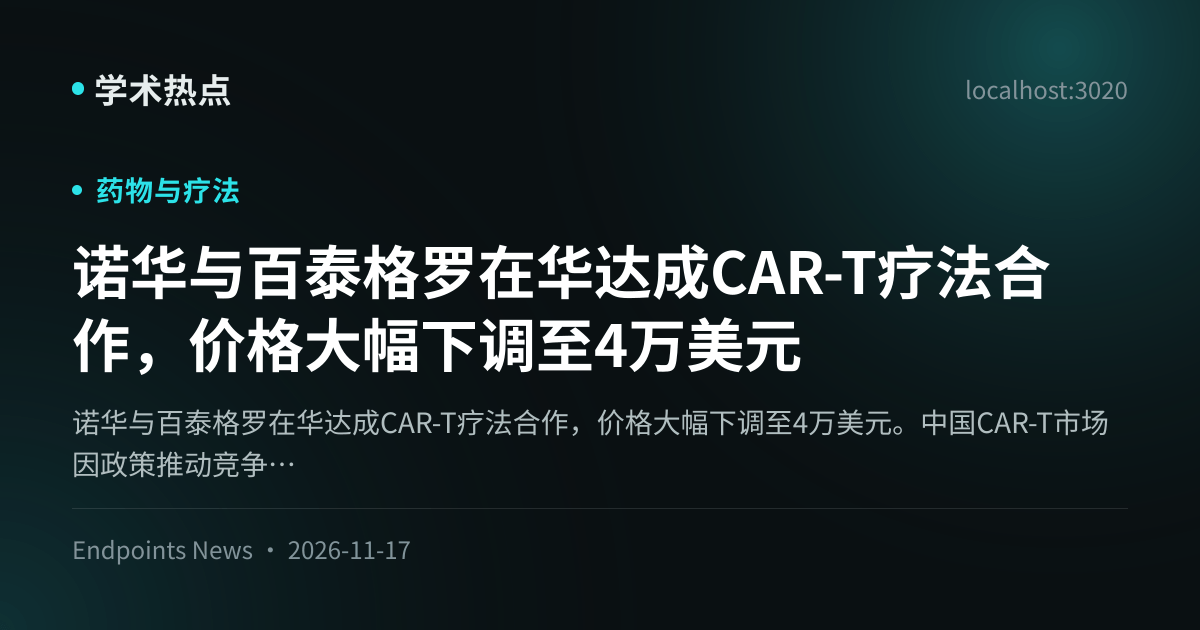 学术热点
localhost:3020
药物与疗法
诺华与百泰格罗在华达成CAR-T疗法合
作，价格大幅下调至4万美元
诺华与百泰格罗在华达成CAR-T疗法合作，价格大幅下调至4万美元。中国CAR-T市场
因政策推动竞争…
Endpoints News · 2026-11-17